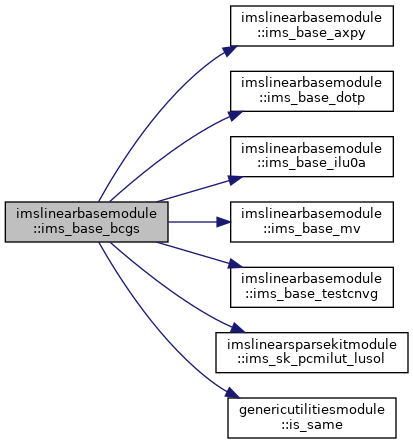 imslinearbasemodule
::ims_base_bcgs
imslinearbasemodule
::ims_base_axpy
imslinearbasemodule
::ims_base_dotp
imslinearbasemodule
::ims_base_ilu0a
imslinearbasemodule
::ims_base_mv
imslinearbasemodule
::ims_base_testcnvg
imslinearsparsekitmodule
::ims_sk_pcmilut_lusol
genericutilitiesmodule
::is_same